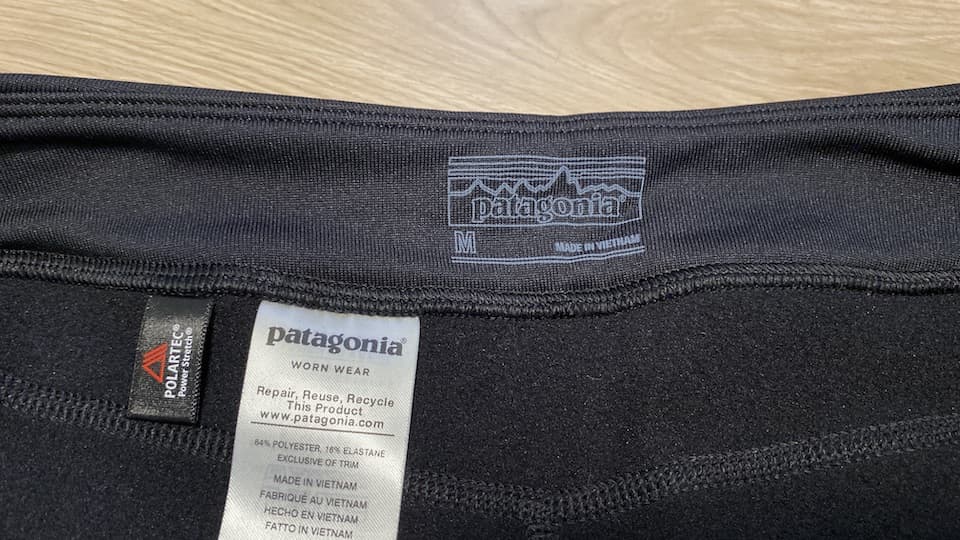 patagonia®
M MADE IN VIETNAM
POLARTEC®
Power Stretch®
patagonia®
WORN WEAR
Repair, Reuse, Recycle
This Product
www.patagonia.com
84% POLYESTER, 16% ELASTANE
EXCLUSIVE OF TRIM
MADE IN VIETNAM
FABRIQUÉ AU VIETNAM
HECHO EN VIETNAM
FATTO IN VIETNAM